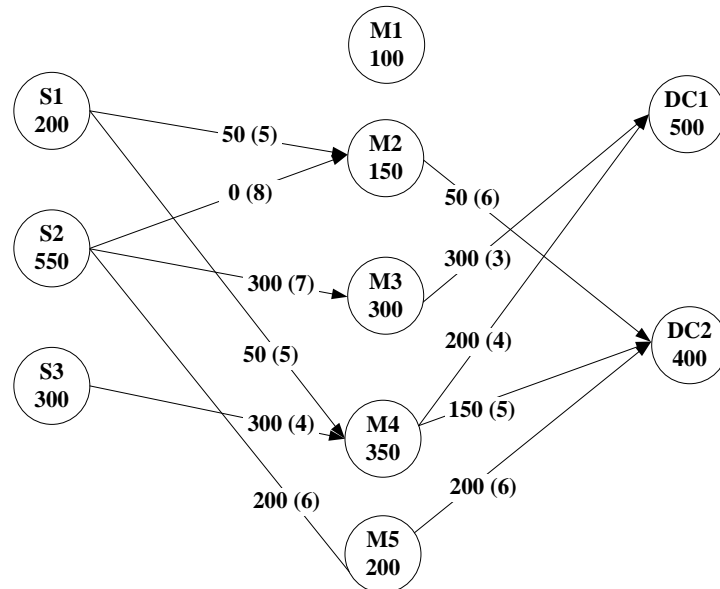 M1
100
S1
200
DC1
500
50 (5)
M2
150
0 (8)
50 (6)
S2
550
300 (3)
300 (7)
M3
300
200 (4)
DC2
400
50 (5)
S3
300
150 (5)
300 (4)
M4
350
200 (6)
200 (6)
M5
200